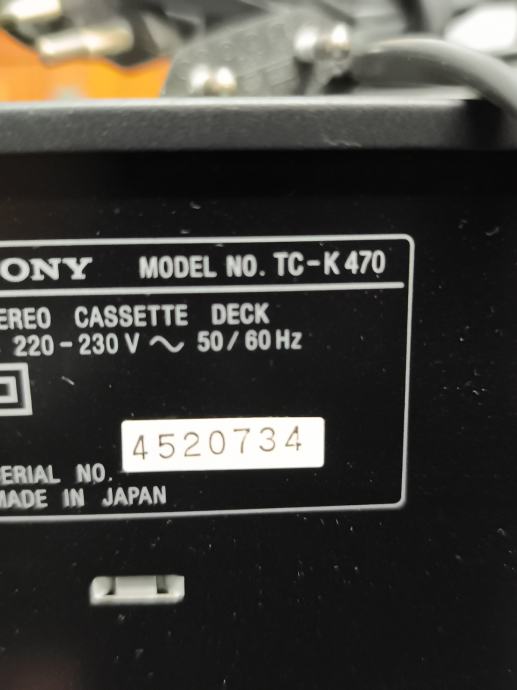 ONY MODEL NO. TC-K470
EREO CASSETTE DECK
220-230V ~ 50/60Hz
4520734
ERIAL NO.
MADE IN JAPAN